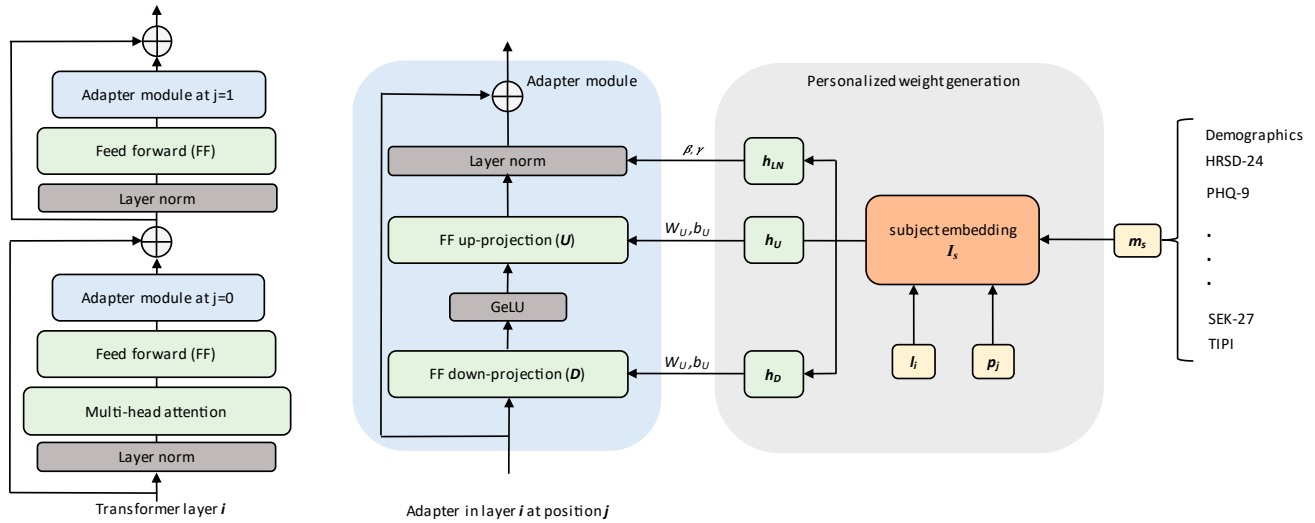 Adapter module at j=1
Feed forward (FF)
Layer norm
Adapter module at j=0
Feed forward (FF)
Multi-head attention
Layer norm
Transformer layer i
Adapter module
Layer norm
FF up-projection (U)
GeLU
FF down-projection (D)
Adapter in layer i at position j
Personalized weight generation
β, γ
h_LN
W_U, b_U
h_U
W_U, b_U
h_D
subject embedding
I_s
l_i
p_j
m_s
Demographics
HRSD-24
PHQ-9
.
.
.
SEK-27
TIPI